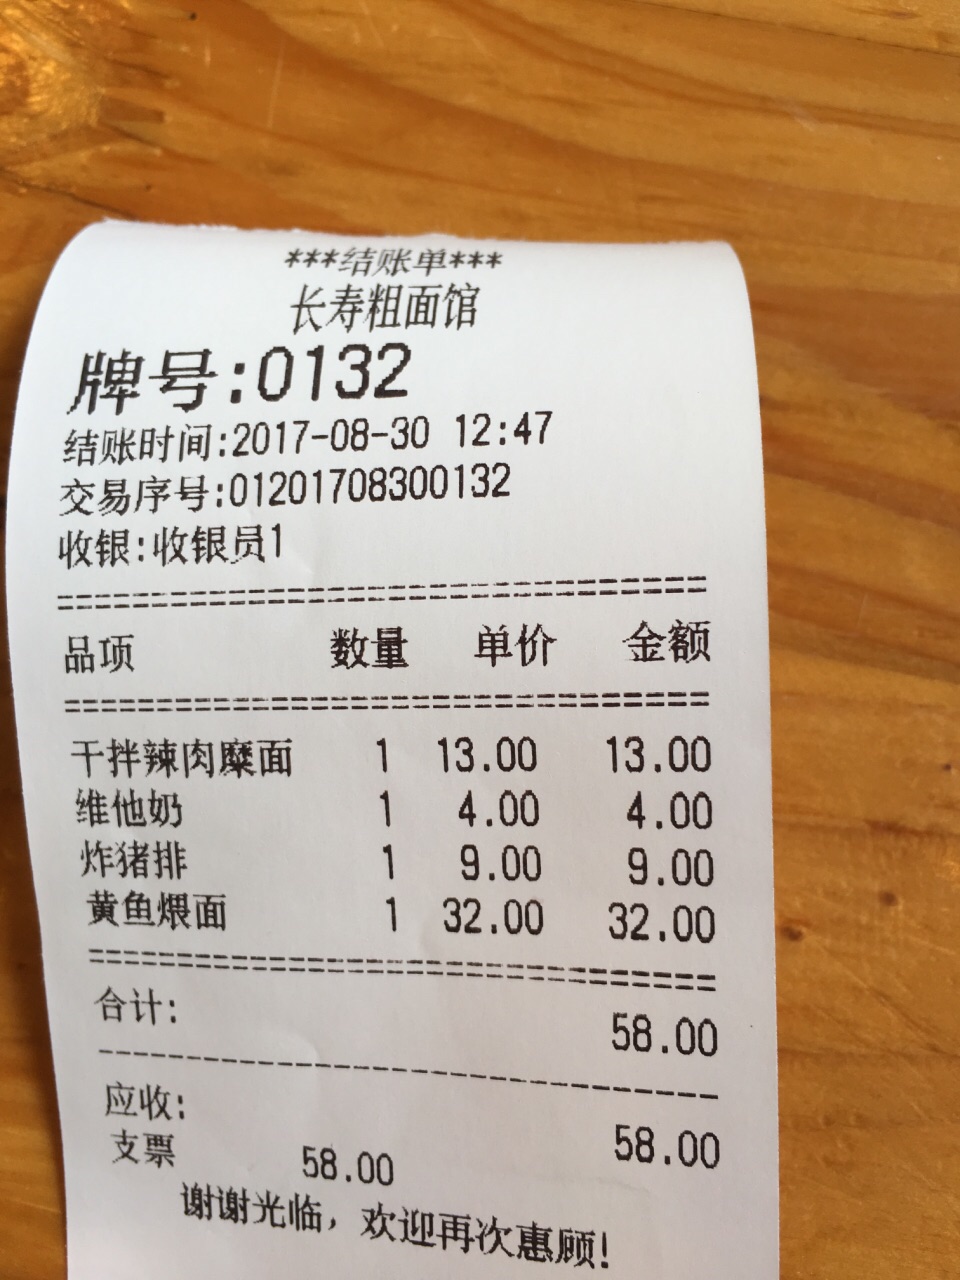 ***结账单***
长寿粗面馆
牌号:0132
结账时间:2017-08-30 12:47
交易序号:01201708300132
收银:收银员1
==================================
品项 数量 单价 金额
==================================
干拌辣肉糜面 1 13.00 13.00
维他奶 1 4.00 4.00
炸猪排 1 9.00 9.00
黄鱼煨面 1 32.00 32.00
==================================
合计: 58.00
----------------------------------
应收: 58.00
支票 58.00
谢谢光临，欢迎再次惠顾!